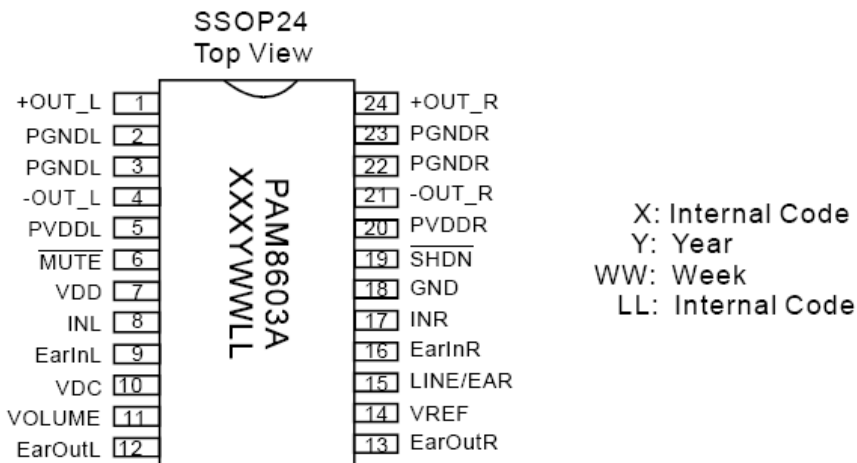 SSOP24
Top View
+OUT_L 1
PGNDL 2
PGNDL 3
-OUT_L 4
PVDDL 5
MUTE 6
VDD 7
INL 8
EarInL 9
VDC 10
VOLUME 11
EarOutL 12
PAM8603A
XXXYWWLL
24 +OUT_R
23 PGNDR
22 PGNDR
21 -OUT_R
20 PVDDR
19 SHDN
18 GND
17 INR
16 EarInR
15 LINE/EAR
14 VREF
13 EarOutR
X: Internal Code
Y: Year
WW: Week
LL: Internal Code